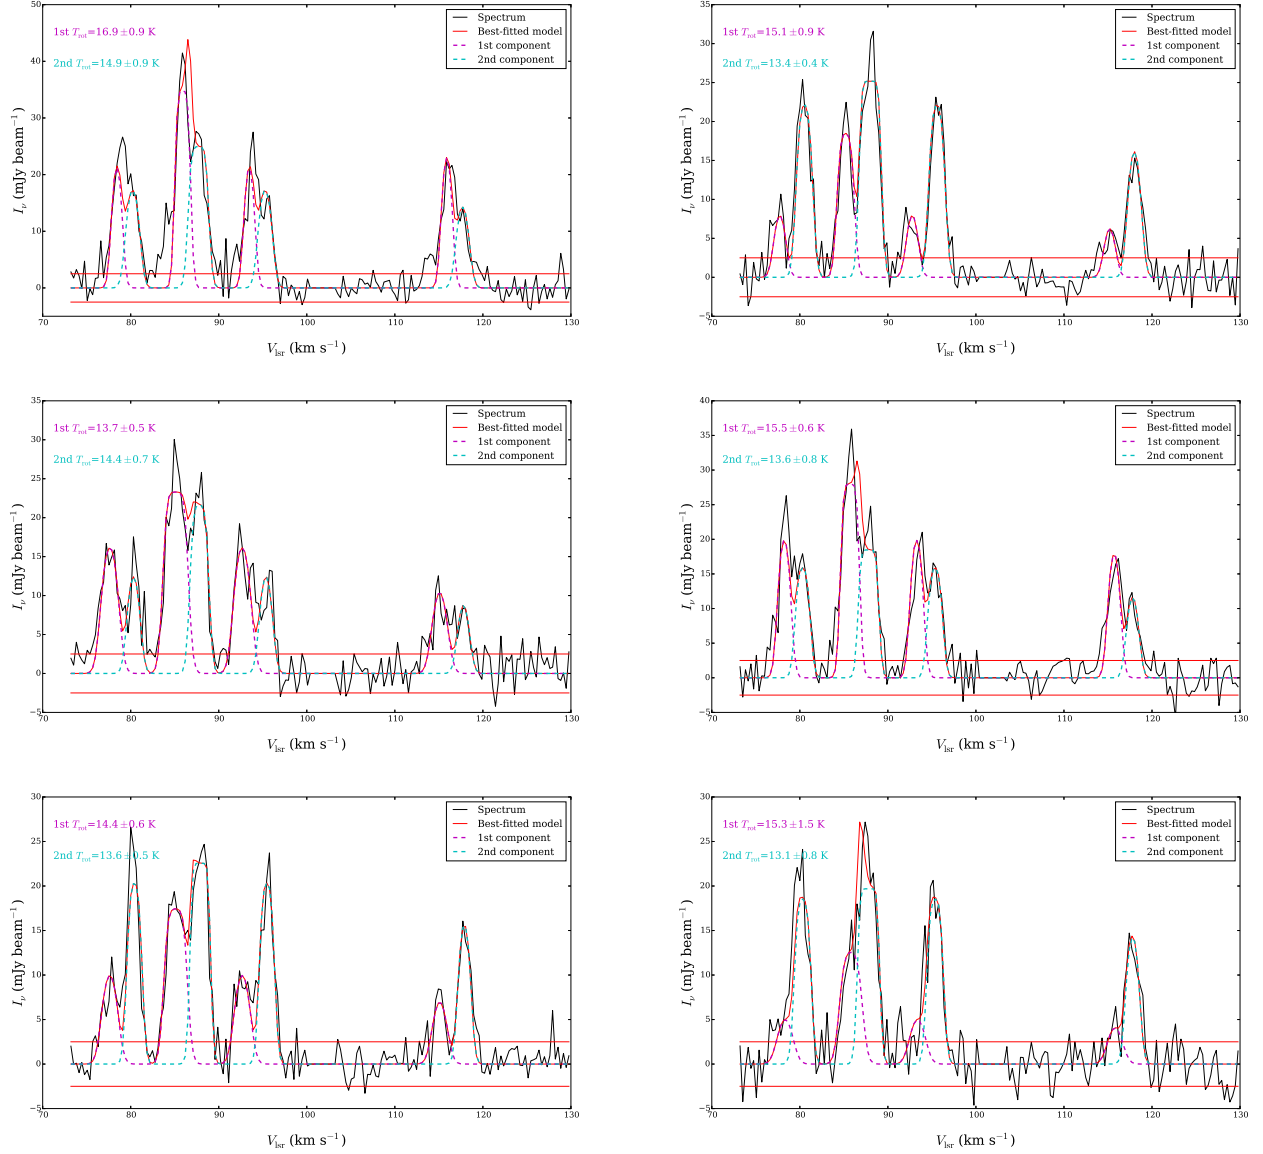 50
40
30
20
10
0
−5
1st T_rot=16.9±0.9 K
2nd T_rot=14.9±0.9 K
Spectrum
Best-fitted model
1st component
2nd component
I_ν (mJy beam⁻¹)
70 80 90 100 110 120 130
V_lsr (km s⁻¹)
35
30
25
20
15
10
5
0
−5
1st T_rot=15.1±0.9 K
2nd T_rot=13.4±0.4 K
Spectrum
Best-fitted model
1st component
2nd component
I_ν (mJy beam⁻¹)
70 80 90 100 110 120 130
V_lsr (km s⁻¹)
35
30
25
20
15
10
5
0
−5
1st T_rot=13.7±0.5 K
2nd T_rot=14.4±0.7 K
Spectrum
Best-fitted model
1st component
2nd component
I_ν (mJy beam⁻¹)
70 80 90 100 110 120 130
V_lsr (km s⁻¹)
40
35
30
25
20
15
10
5
0
−5
1st T_rot=15.5±0.6 K
2nd T_rot=13.6±0.8 K
Spectrum
Best-fitted model
1st component
2nd component
I_ν (mJy beam⁻¹)
70 80 90 100 110 120 130
V_lsr (km s⁻¹)
30
25
20
15
10
5
0
−5
1st T_rot=14.4±0.6 K
2nd T_rot=13.6±0.5 K
Spectrum
Best-fitted model
1st component
2nd component
I_ν (mJy beam⁻¹)
70 80 90 100 110 120 130
V_lsr (km s⁻¹)
30
25
20
15
10
5
0
−5
1st T_rot=15.3±1.5 K
2nd T_rot=13.1±0.8 K
Spectrum
Best-fitted model
1st component
2nd component
I_ν (mJy beam⁻¹)
70 80 90 100 110 120 130
V_lsr (km s⁻¹)